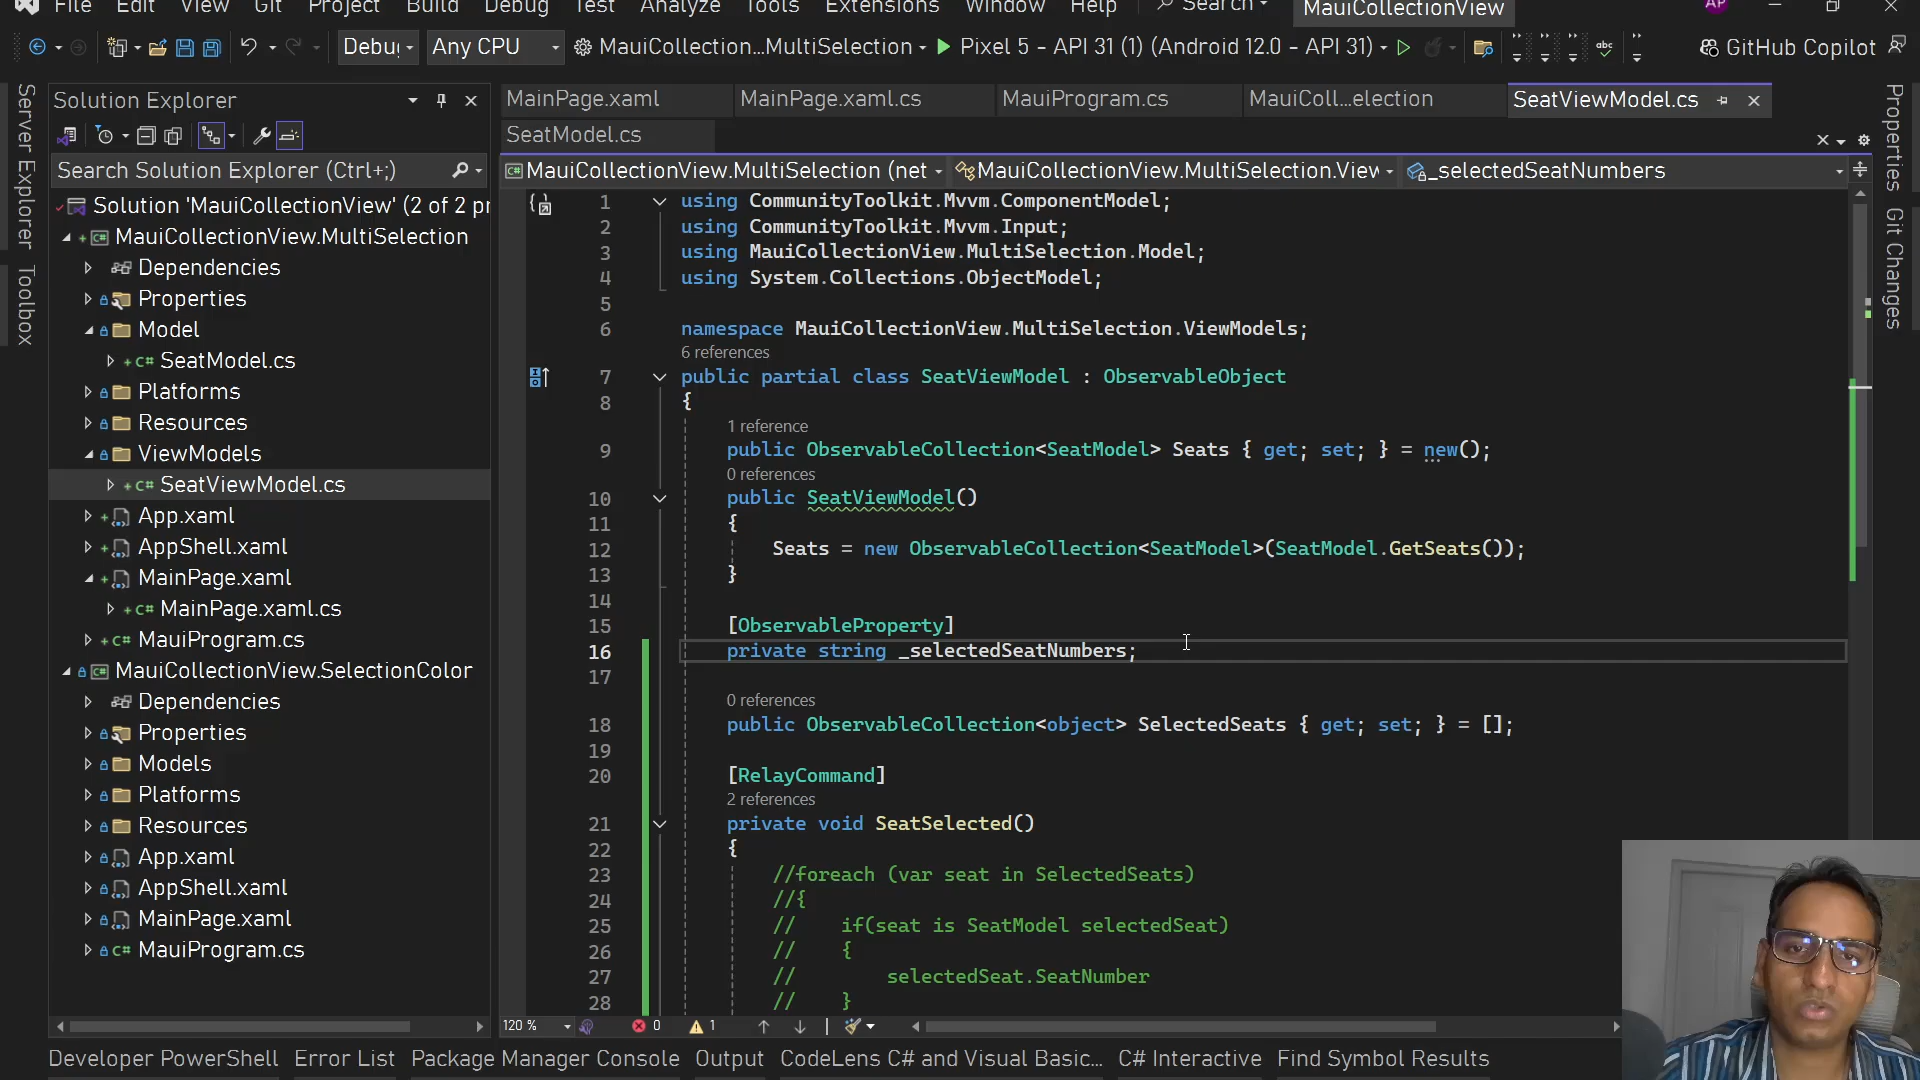 File Edit View Git Project Build Debug Test Analyze Tools Extensions Window Help Search MauiCollectionView AP
Debu Any CPU MauiCollection...MultiSelection Pixel 5 - API 31 (1) (Android 12.0 - API 31) GitHub Copilot
Server Explorer
Toolbox
Solution Explorer
Search Solution Explorer (Ctrl+;)
Solution 'MauiCollectionView' (2 of 2 pr
MauiCollectionView.MultiSelection
Dependencies
Properties
Model
SeatModel.cs
Platforms
Resources
ViewModels
SeatViewModel.cs
App.xaml
AppShell.xaml
MainPage.xaml
MainPage.xaml.cs
MauiProgram.cs
MauiCollectionView.SelectionColor
Dependencies
Properties
Models
Platforms
Resources
App.xaml
AppShell.xaml
MainPage.xaml
MauiProgram.cs
MainPage.xaml MainPage.xaml.cs MauiProgram.cs MauiColl...election SeatViewModel.cs
SeatModel.cs
MauiCollectionView.MultiSelection (net MauiCollectionView.MultiSelection.View _selectedSeatNumbers
1 using CommunityToolkit.Mvvm.ComponentModel;
2 using CommunityToolkit.Mvvm.Input;
3 using MauiCollectionView.MultiSelection.Model;
4 using System.Collections.ObjectModel;
5
6 namespace MauiCollectionView.MultiSelection.ViewModels;
6 references
7 public partial class SeatViewModel : ObservableObject
8 {
1 reference
9 public ObservableCollection<SeatModel> Seats { get; set; } = new();
0 references
10 public SeatViewModel()
11 {
12 Seats = new ObservableCollection<SeatModel>(SeatModel.GetSeats());
13 }
14
15 [ObservableProperty]
16 private string _selectedSeatNumbers;
17
0 references
18 public ObservableCollection<object> SelectedSeats { get; set; } = [];
19
20 [RelayCommand]
2 references
21 private void SeatSelected()
22 {
23 //foreach (var seat in SelectedSeats)
24 //{
25 // if(seat is SeatModel selectedSeat)
26 // {
27 // selectedSeat.SeatNumber
28 // }
120 % 0 1
Properties
Git Changes
Developer PowerShell Error List Package Manager Console Output CodeLens C# and Visual Basic... C# Interactive Find Symbol Results